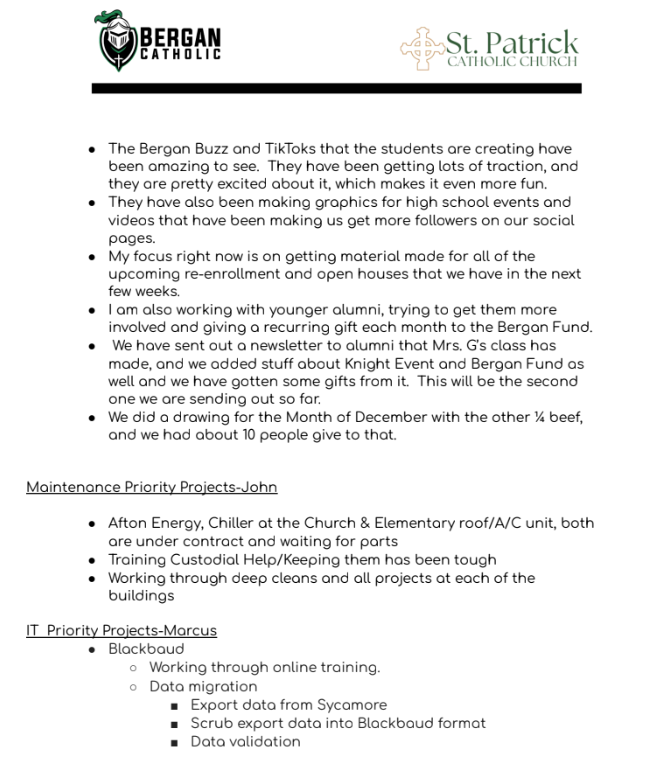 BERGAN
CATHOLIC
St. Patrick
CATHOLIC CHURCH
● The Bergan Buzz and TikToks that the students are creating have
been amazing to see.  They have been getting lots of traction, and
they are pretty excited about it, which makes it even more fun.
● They have also been making graphics for high school events and
videos that have been making us get more followers on our social
pages.
● My focus right now is on getting material made for all of the
upcoming re-enrollment and open houses that we have in the next
few weeks.
● I am also working with younger alumni, trying to get them more
involved and giving a recurring gift each month to the Bergan Fund.
●  We have sent out a newsletter to alumni that Mrs. G's class has
made, and we added stuff about Knight Event and Bergan Fund as
well and we have gotten some gifts from it.  This will be the second
one we are sending out so far.
● We did a drawing for the Month of December with the other ¼ beef,
and we had about 10 people give to that.
Maintenance Priority Projects-John
● Afton Energy, Chiller at the Church & Elementary roof/A/C unit, both
are under contract and waiting for parts
● Training Custodial Help/Keeping them has been tough
● Working through deep cleans and all projects at each of the
buildings
IT  Priority Projects-Marcus
● Blackbaud
○ Working through online training.
○ Data migration
■ Export data from Sycamore
■ Scrub export data into Blackbaud format
■ Data validation